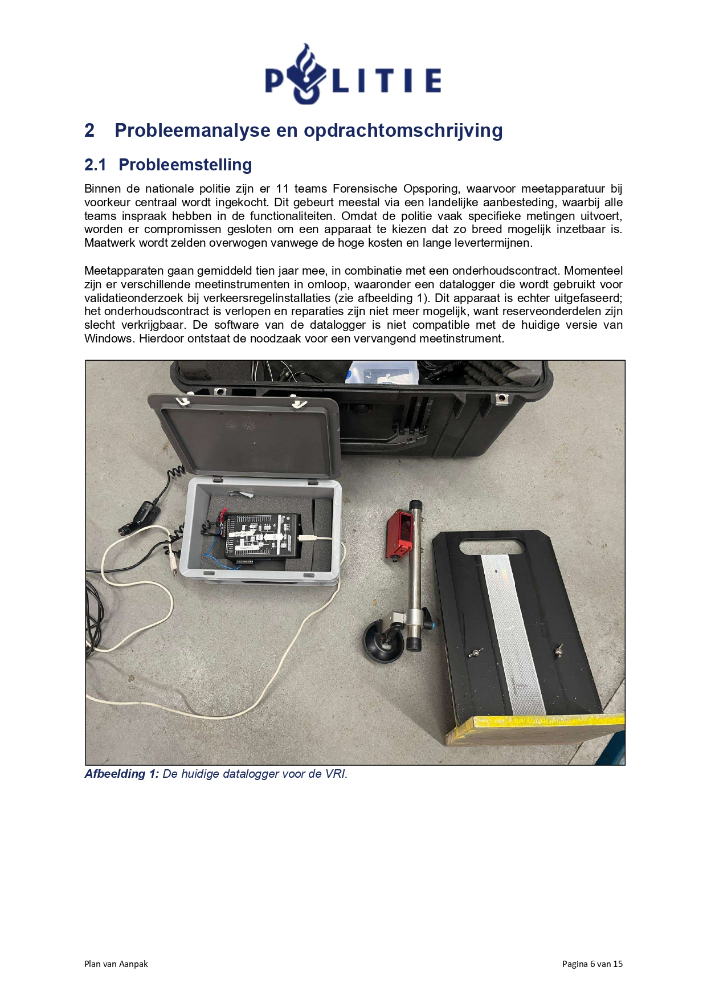 POLITIE
2 Probleemanalyse en opdrachtomschrijving
2.1 Probleemstelling
Binnen de nationale politie zijn er 11 teams Forensische Opsporing, waarvoor meetapparatuur bij
voorkeur centraal wordt ingekocht. Dit gebeurt meestal via een landelijke aanbesteding, waarbij alle
teams inspraak hebben in de functionaliteiten. Omdat de politie vaak specifieke metingen uitvoert,
worden er compromissen gesloten om een apparaat te kiezen dat zo breed mogelijk inzetbaar is.
Maatwerk wordt zelden overwogen vanwege de hoge kosten en lange levertermijnen.
Meetapparaten gaan gemiddeld tien jaar mee, in combinatie met een onderhoudscontract. Momenteel
zijn er verschillende meetinstrumenten in omloop, waaronder een datalogger die wordt gebruikt voor
validatieonderzoek bij verkeersregelinstallaties (zie afbeelding 1). Dit apparaat is echter uitgefaseerd;
het onderhoudscontract is verlopen en reparaties zijn niet meer mogelijk, want reserveonderdelen zijn
slecht verkrijgbaar. De software van de datalogger is niet compatible met de huidige versie van
Windows. Hierdoor ontstaat de noodzaak voor een vervangend meetinstrument.
Afbeelding 1: De huidige datalogger voor de VRI.
Plan van Aanpak
Pagina 6 van 15